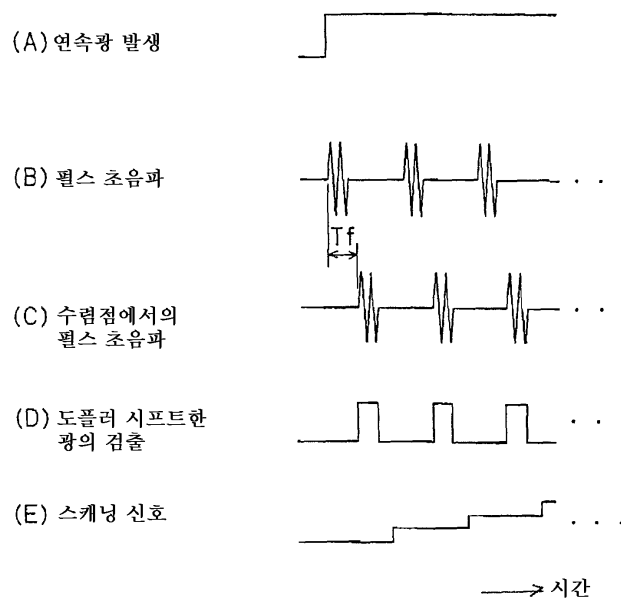 (A) 연속광 발생
(B) 펄스 초음파
Tf
(C) 수렴점에서의
펄스 초음파
(D) 도플러 시프트한
광의 검출
(E) 스캐닝 신호
시간